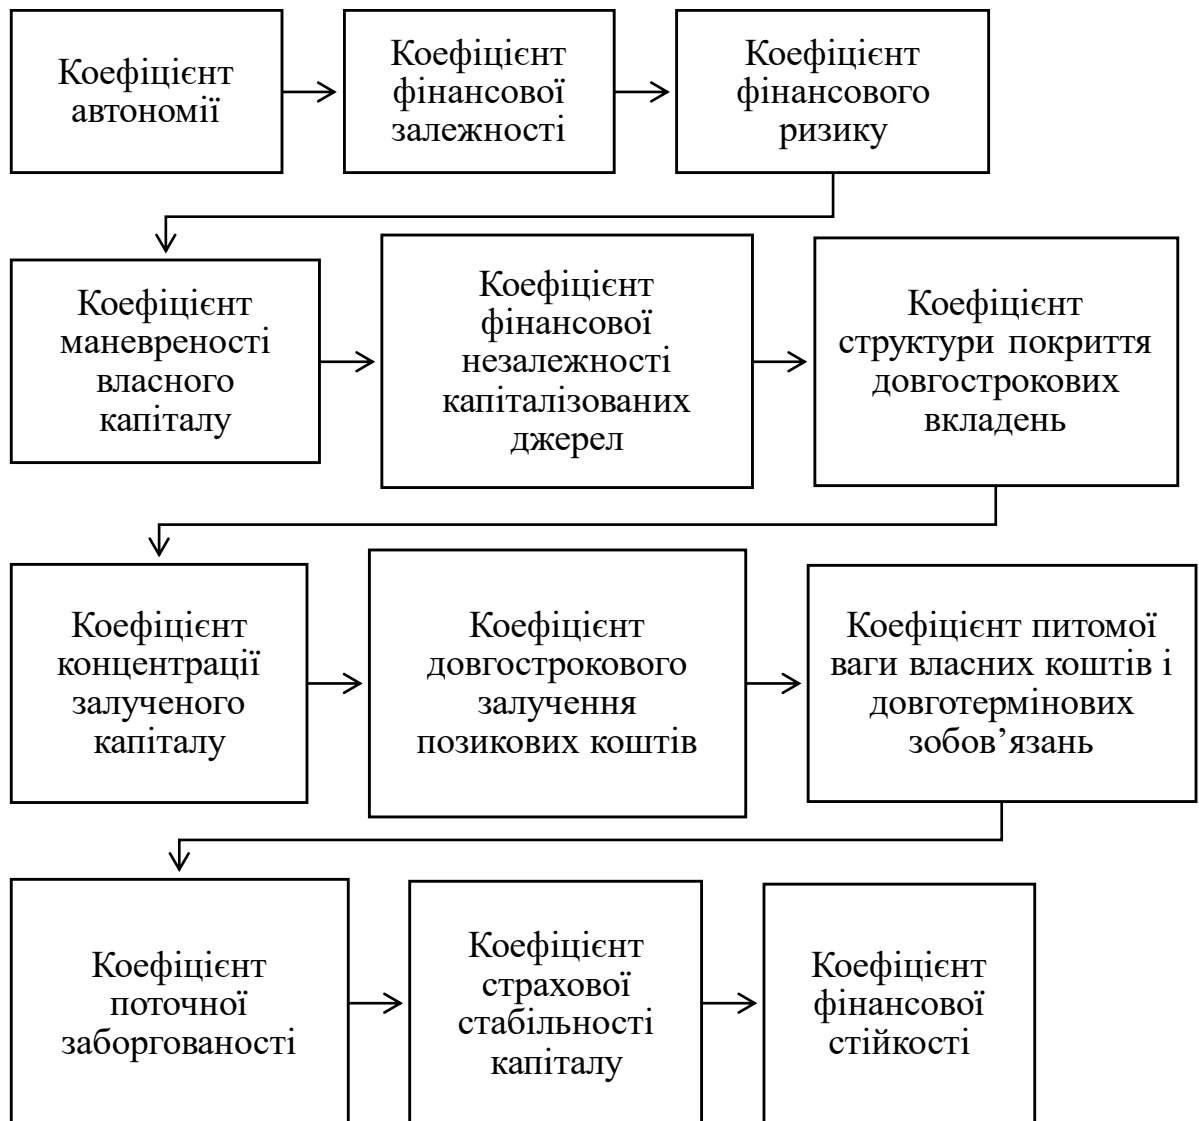 Коефіцієнт
автономії
Коефіцієнт
фінансової
залежності
Коефіцієнт
фінансового
ризику
Коефіцієнт
маневреності
власного
капіталу
Коефіцієнт
фінансової
незалежності
капіталізованих
джерел
Коефіцієнт
структури покриття
довгострокових
вкладень
Коефіцієнт
концентрації
залученого
капіталу
Коефіцієнт
довгострокового
залучення
позикових коштів
Коефіцієнт питомої
ваги власних коштів і
довготермінових
зобов’язань
Коефіцієнт
поточної
заборгованості
Коефіцієнт
страхової
стабільності
капіталу
Коефіцієнт
фінансової
стійкості